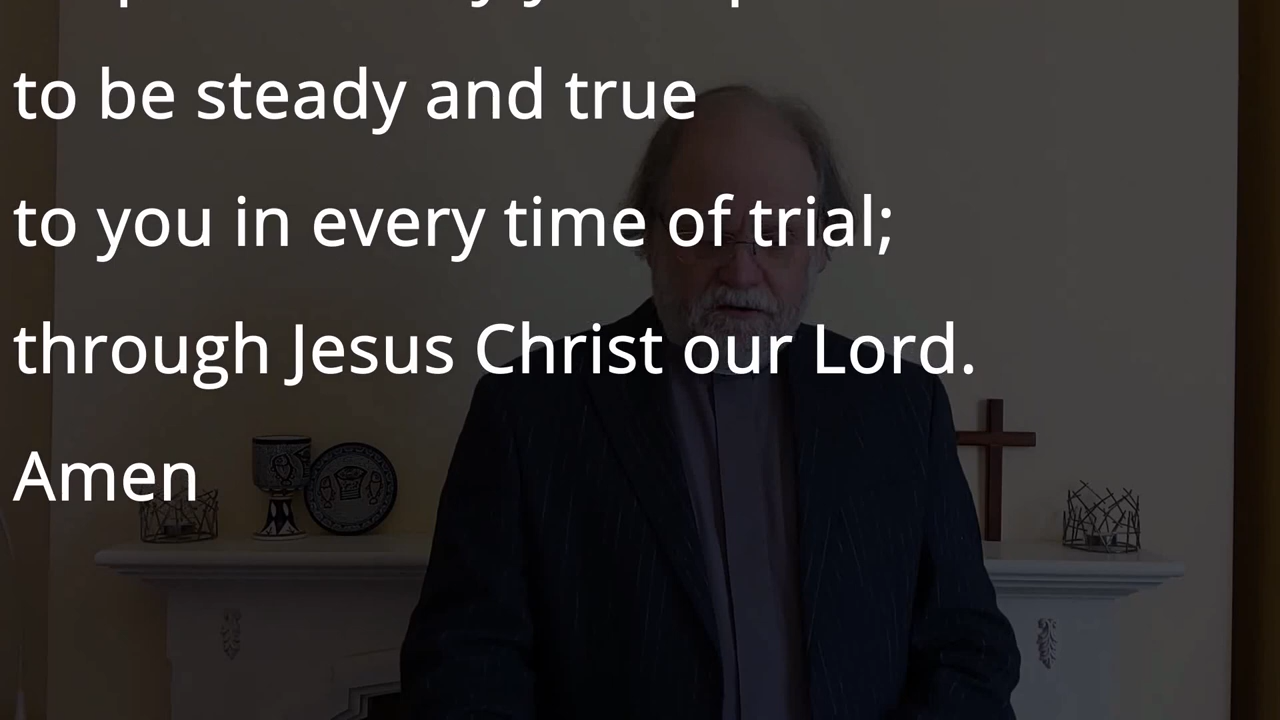 to be steady and true
to you in every time of trial;
through Jesus Christ our Lord.
Amen